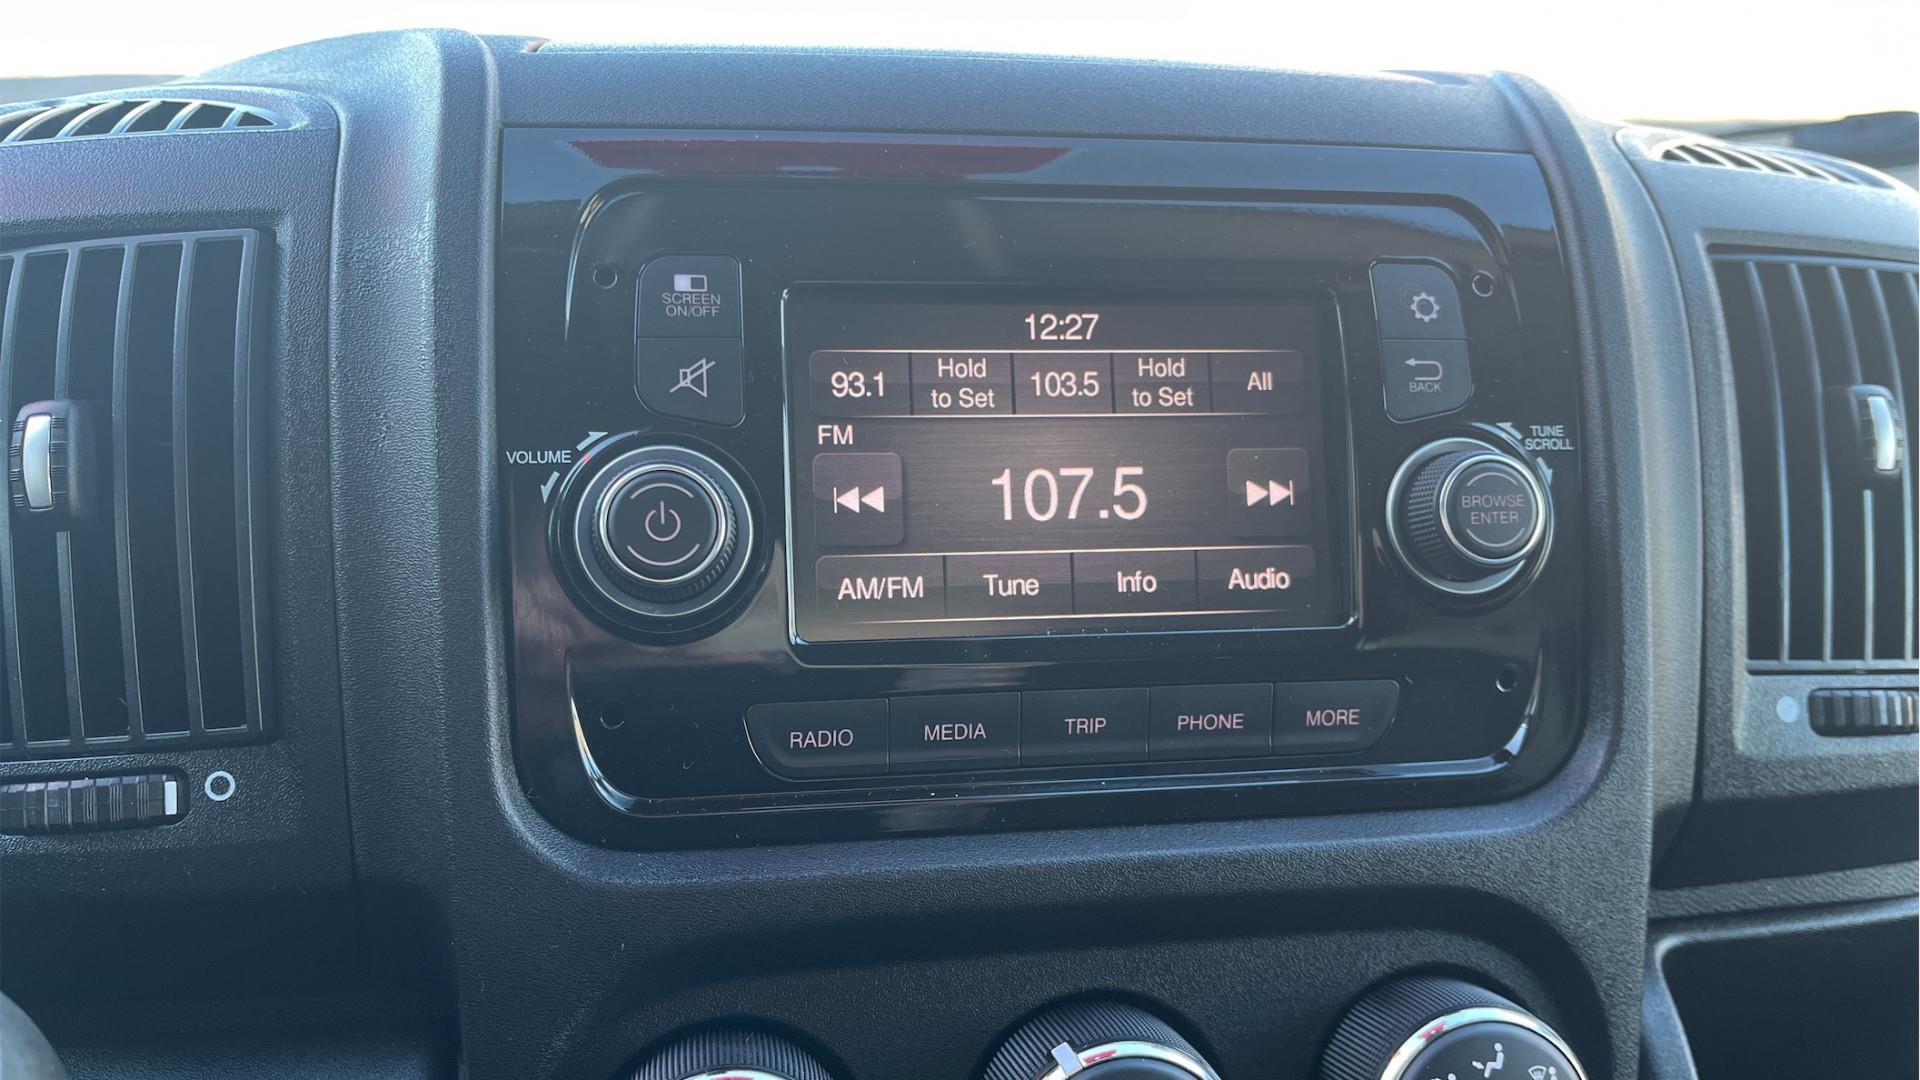 SCREEN
ON/OFF
12:27
93.1
Hold
to Set
103.5
Hold
to Set
All
FM
107.5
AM/FM
Tune
Info
Audio
VOLUME
BACK
TUNE
SCROLL
BROWSE
ENTER
RADIO
MEDIA
TRIP
PHONE
MORE